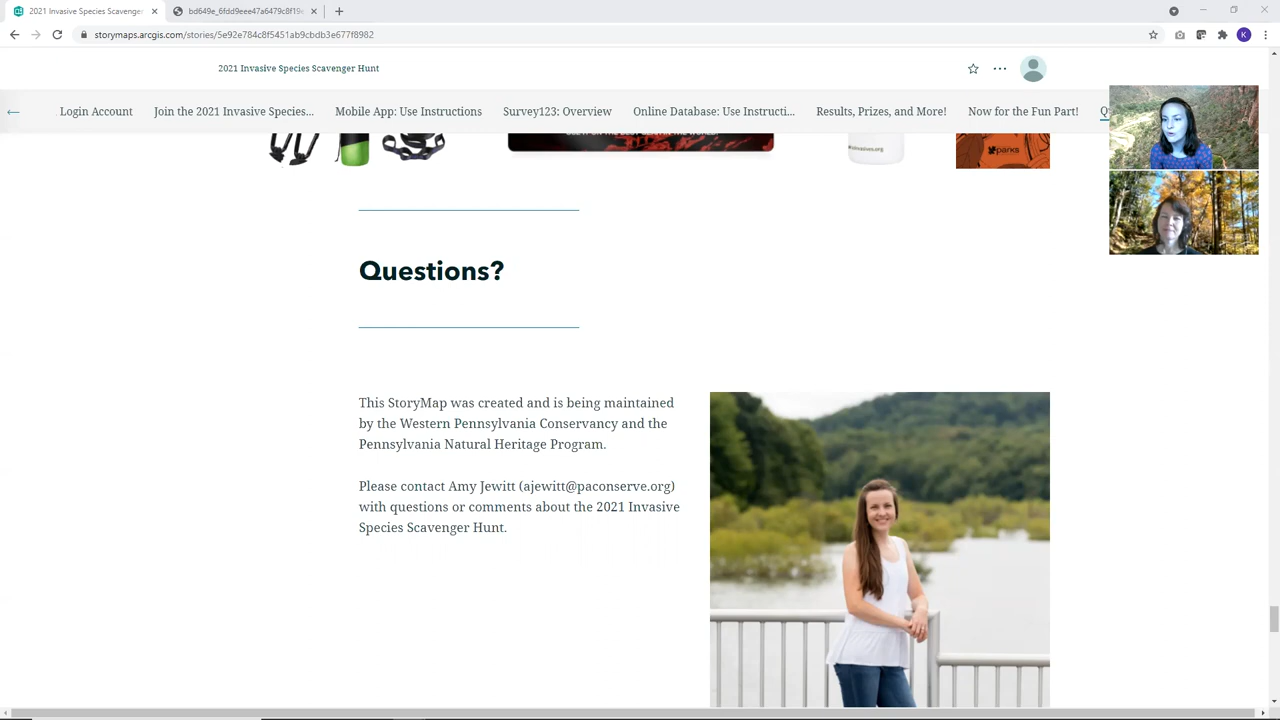 2021 Invasive Species Scavenger
bd649e_6fdd9eee47a6479c8f19
storymaps.arcgis.com/stories/5e92e784c8f5451ab9cbdb3e677f8982
K
2021 Invasive Species Scavenger Hunt
Login Account
Join the 2021 Invasive Species...
Mobile App: Use Instructions
Survey123: Overview
Online Database: Use Instructi...
Results, Prizes, and More!
Now for the Fun Part!
parks
Questions?
This StoryMap was created and is being maintained
by the Western Pennsylvania Conservancy and the
Pennsylvania Natural Heritage Program.
Please contact Amy Jewitt (ajewitt@paconserve.org)
with questions or comments about the 2021 Invasive
Species Scavenger Hunt.